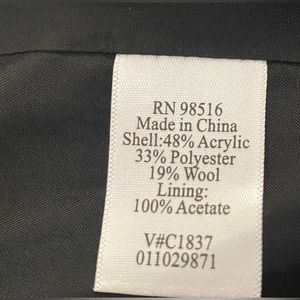 RN 98516
Made in China
Shell:48% Acrylic
33% Polyester
19% Wool
Lining:
100% Acetate
V#C1837
011029871